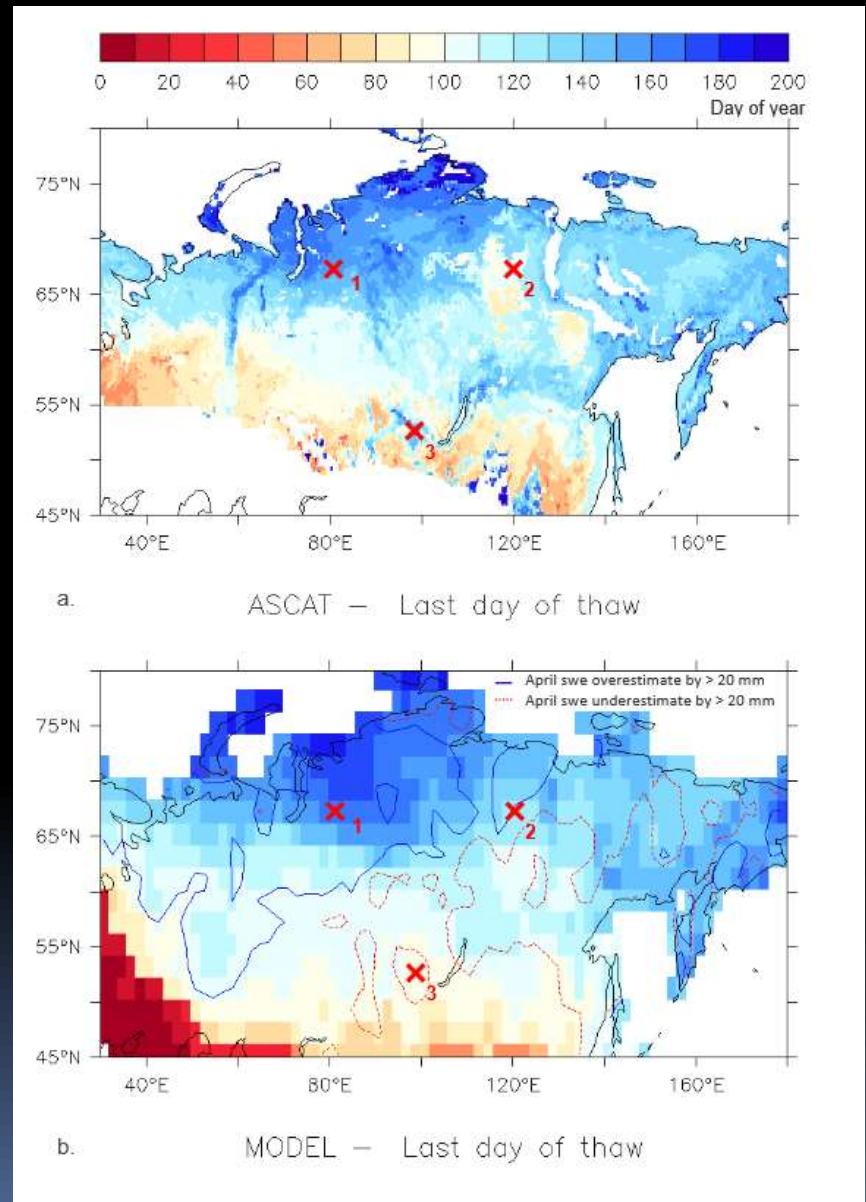 0 20 40 60 80 100 120 140 160 180 200
Day of year
75°N
65°N
55°N
45°N
1
2
3
40°E 80°E 120°E 160°E
a. ASCAT – Last day of thaw
April swe overestimate by > 20 mm
April swe underestimate by > 20 mm
75°N
65°N
55°N
45°N
1
2
3
40°E 80°E 120°E 160°E
b. MODEL – Last day of thaw